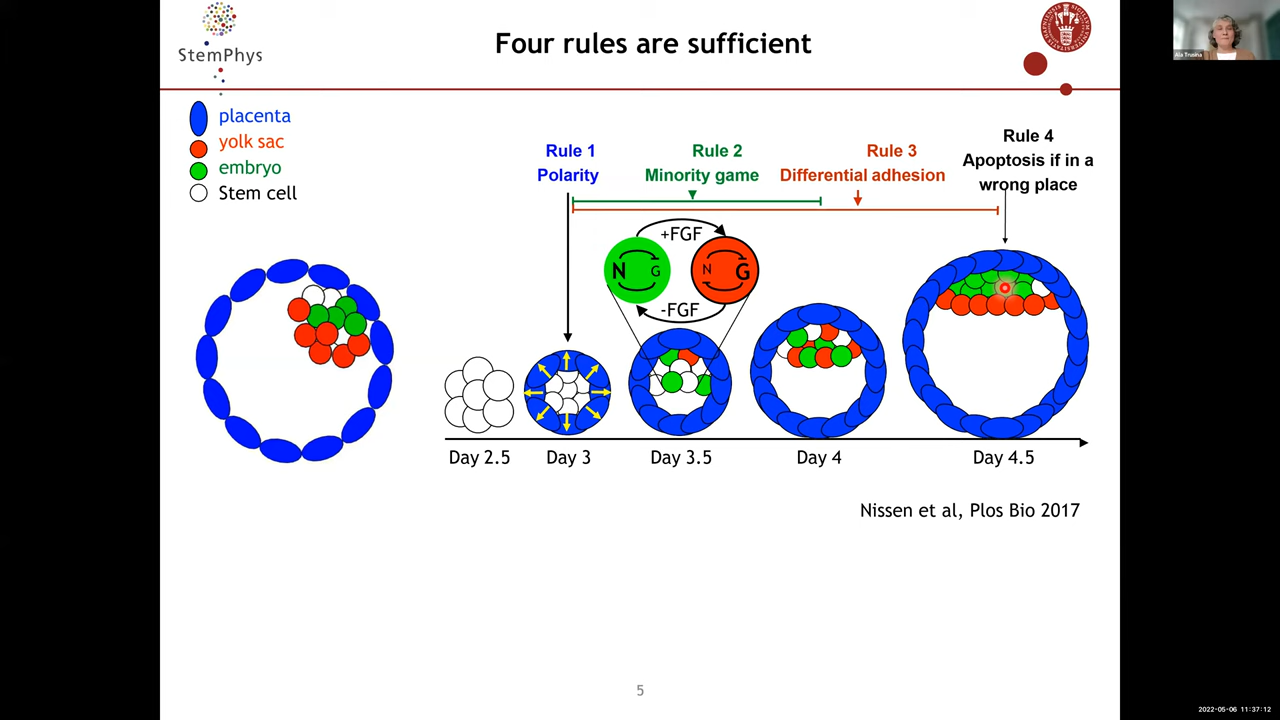 StemPhys
Four rules are sufficient
Ala Trusina
placenta
yolk sac
embryo
Stem cell
Rule 1
Polarity
Rule 2
Minority game
Rule 3
Differential adhesion
Rule 4
Apoptosis if in a
wrong place
+FGF
N G
N G
-FGF
Day 2.5
Day 3
Day 3.5
Day 4
Day 4.5
Nissen et al, Plos Bio 2017
5
2022-05-06 11:37:12